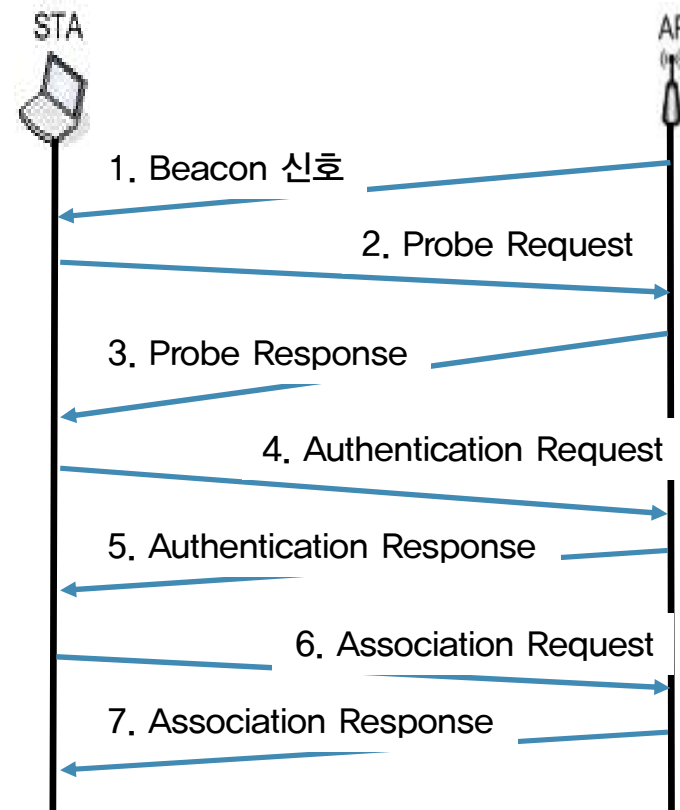 STA
AP
1. Beacon 신호
2. Probe Request
3. Probe Response
4. Authentication Request
5. Authentication Response
6. Association Request
7. Association Response